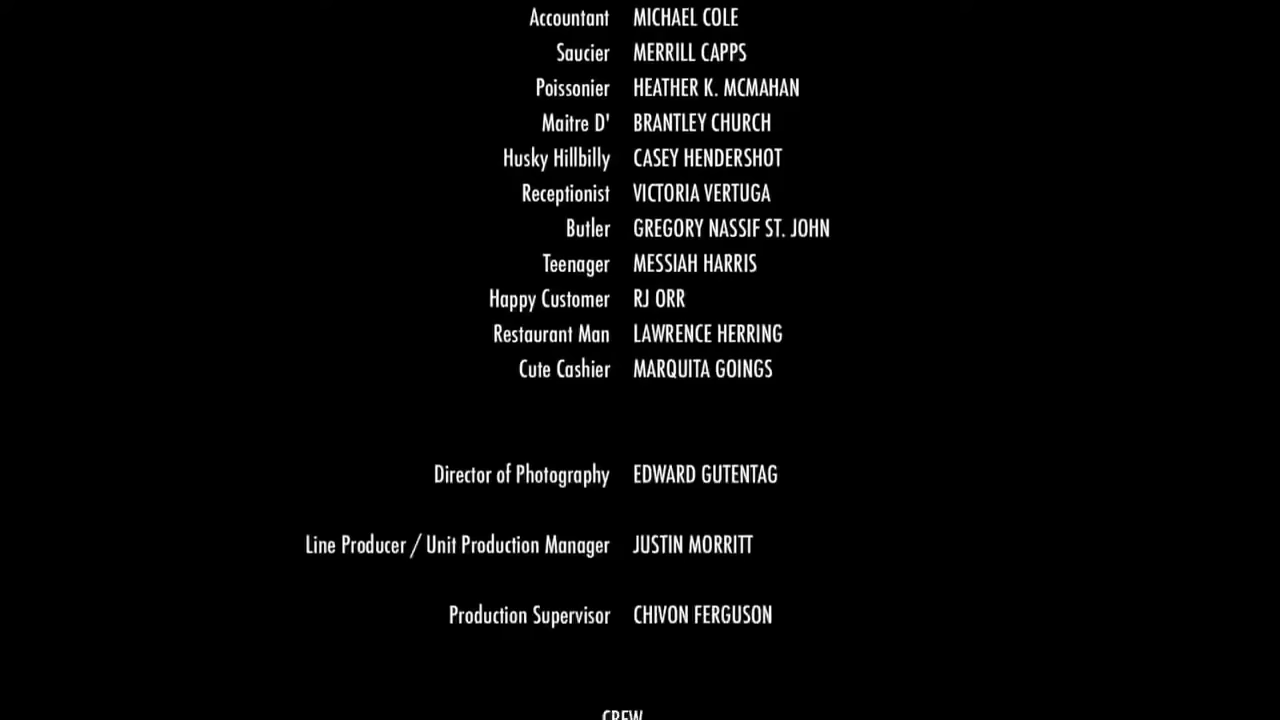 Accountant MICHAEL COLE
Saucier MERRILL CAPPS
Poissonier HEATHER K. MCMAHAN
Maitre D' BRANTLEY CHURCH
Husky Hillbilly CASEY HENDERSHOT
Receptionist VICTORIA VERTUGA
Butler GREGORY NASSIF ST. JOHN
Teenager MESSIAH HARRIS
Happy Customer RJ ORR
Restaurant Man LAWRENCE HERRING
Cute Cashier MARQUITA GOINGS
Director of Photography EDWARD GUTENTAG
Line Producer / Unit Production Manager JUSTIN MORRITT
Production Supervisor CHIVON FERGUSON
CREW